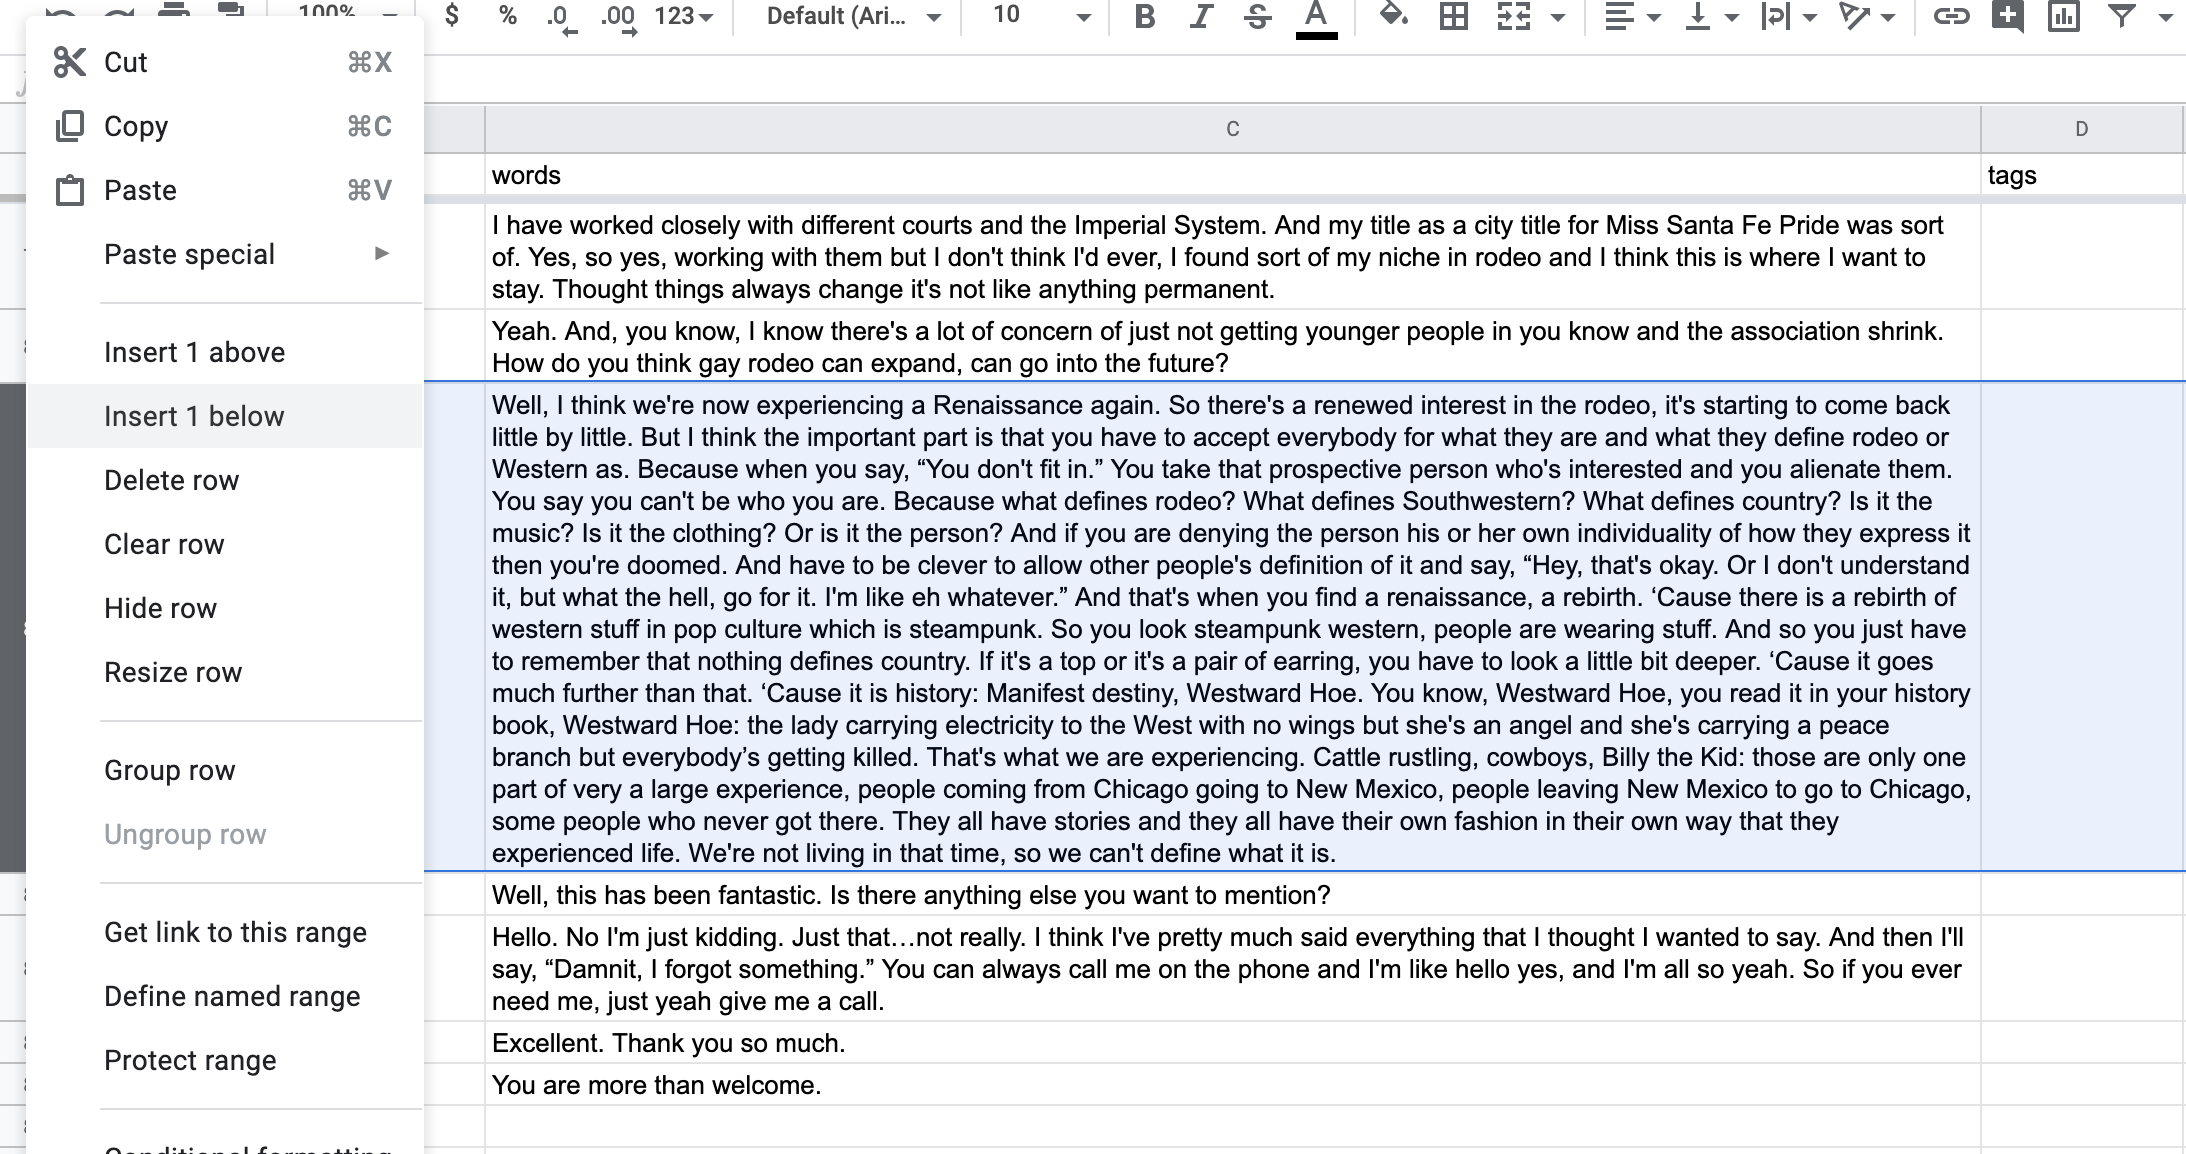 100%
$ % .0 .00 123 Default (Ari... 10 B I S A
Cut ⌘X
Copy ⌘C
Paste ⌘V
Paste special
Insert 1 above
Insert 1 below
Delete row
Clear row
Hide row
Resize row
Group row
Ungroup row
Get link to this range
Define named range
Protect range
Conditional formatting
C D
words tags
I have worked closely with different courts and the Imperial System. And my title as a city title for Miss Santa Fe Pride was sort
of. Yes, so yes, working with them but I don't think I'd ever, I found sort of my niche in rodeo and I think this is where I want to
stay. Thought things always change it's not like anything permanent.
Yeah. And, you know, I know there's a lot of concern of just not getting younger people in you know and the association shrink.
How do you think gay rodeo can expand, can go into the future?
Well, I think we're now experiencing a Renaissance again. So there's a renewed interest in the rodeo, it's starting to come back
little by little. But I think the important part is that you have to accept everybody for what they are and what they define rodeo or
Western as. Because when you say, “You don't fit in.” You take that prospective person who's interested and you alienate them.
You say you can't be who you are. Because what defines rodeo? What defines Southwestern? What defines country? Is it the
music? Is it the clothing? Or is it the person? And if you are denying the person his or her own individuality of how they express it
then you're doomed. And have to be clever to allow other people's definition of it and say, “Hey, that's okay. Or I don't understand
it, but what the hell, go for it. I'm like eh whatever.” And that's when you find a renaissance, a rebirth. ‘Cause there is a rebirth of
western stuff in pop culture which is steampunk. So you look steampunk western, people are wearing stuff. And so you just have
to remember that nothing defines country. If it's a top or it's a pair of earring, you have to look a little bit deeper. ‘Cause it goes
much further than that. ‘Cause it is history: Manifest destiny, Westward Hoe. You know, Westward Hoe, you read it in your history
book, Westward Hoe: the lady carrying electricity to the West with no wings but she's an angel and she's carrying a peace
branch but everybody’s getting killed. That's what we are experiencing. Cattle rustling, cowboys, Billy the Kid: those are only one
part of very a large experience, people coming from Chicago going to New Mexico, people leaving New Mexico to go to Chicago,
some people who never got there. They all have stories and they all have their own fashion in their own way that they
experienced life. We're not living in that time, so we can't define what it is.
Well, this has been fantastic. Is there anything else you want to mention?
Hello. No I'm just kidding. Just that…not really. I think I've pretty much said everything that I thought I wanted to say. And then I'll
say, “Damnit, I forgot something.” You can always call me on the phone and I'm like hello yes, and I'm all so yeah. So if you ever
need me, just yeah give me a call.
Excellent. Thank you so much.
You are more than welcome.